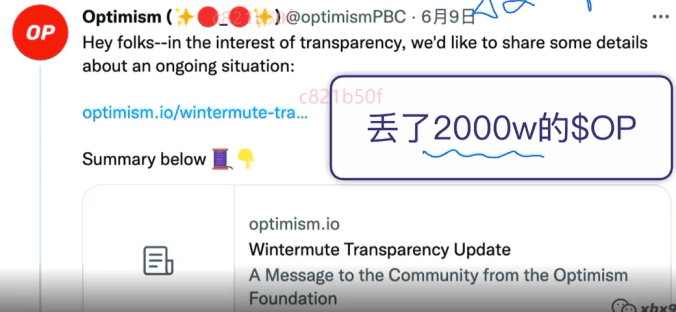 OP
Optimism (✨🔴_🔴✨) @optimismPBC · 6月9日
Hey folks--in the interest of transparency, we'd like to share some details
about an ongoing situation:
c821b50f
optimism.io/wintermute-tra...
丢了2000w的$OP
Summary below 🧵👇
optimism.io
Wintermute Transparency Update
A Message to the Community from the Optimism
Foundation
xbx9